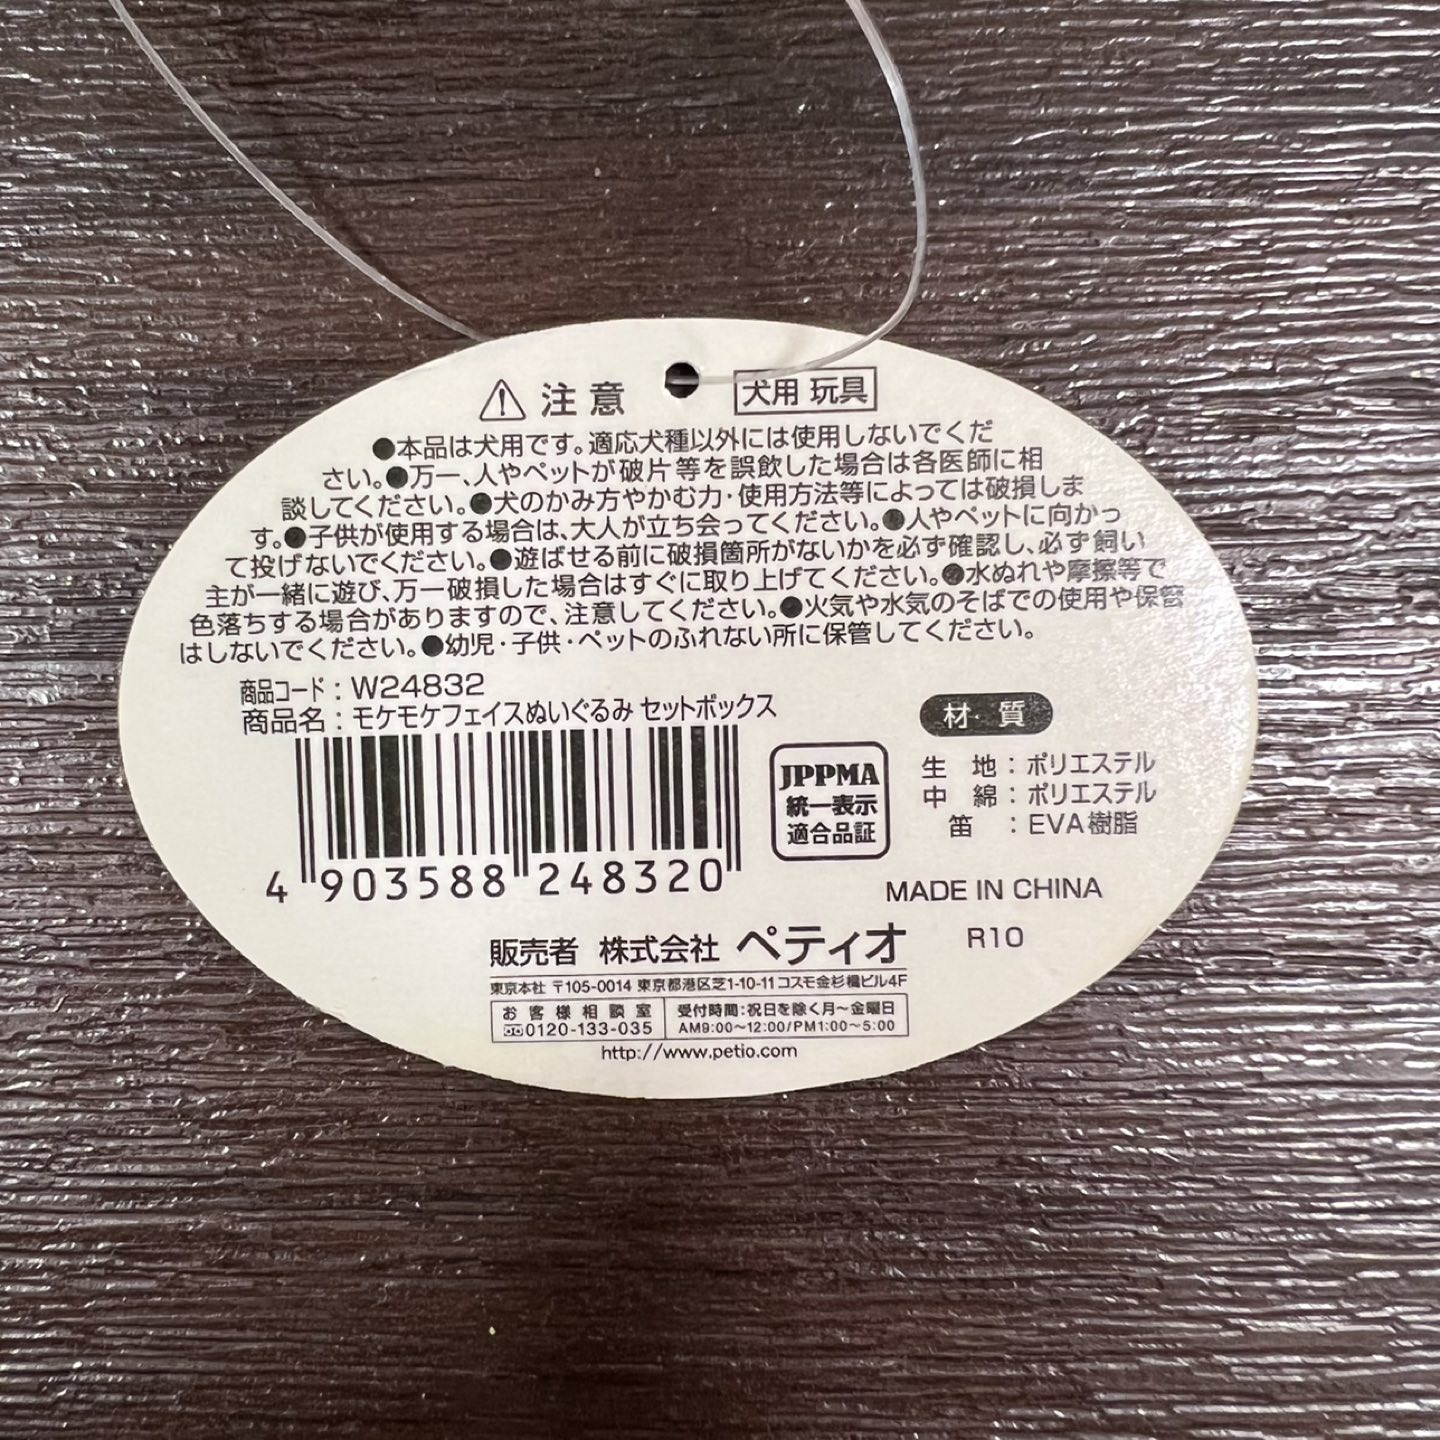 ⚠ 注意
犬用 玩具
●本品は犬用です。適応犬種以外には使用しないでくだ
さい。●万一、人やペットが破片等を誤飲した場合は各医師に相
談してください。●犬のかみ方やかむ力・使用方法等によっては破損しま
す。●子供が使用する場合は、大人が立ち会ってください。●人やペットに向かっ
て投げないでください。●遊ばせる前に破損箇所がないかを必ず確認し、必ず飼い
主が一緒に遊び、万一破損した場合はすぐに取り上げてください。●水ぬれや摩擦等で
色落ちする場合がありますので、注意してください。●火気や水気のそばでの使用や保管
はしないでください。●幼児・子供・ペットのふれない所に保管してください。
商品コード：W24832
商品名：モケモケフェイスぬいぐるみ セットボックス
4 903588 248320
JPPMA
統一表示
適合品証
材 質
生 地：ポリエステル
中 綿：ポリエステル
笛 ：EVA樹脂
MADE IN CHINA
R10
販売者 株式会社 ペティオ
東京本社 〒105-0014 東京都港区芝1-10-11 コスモ金杉橋ビル4F
お客様相談室
0120-133-035
受付時間：祝日を除く月〜金曜日
AM9:00〜12:00/PM1:00〜5:00
http://www.petio.com